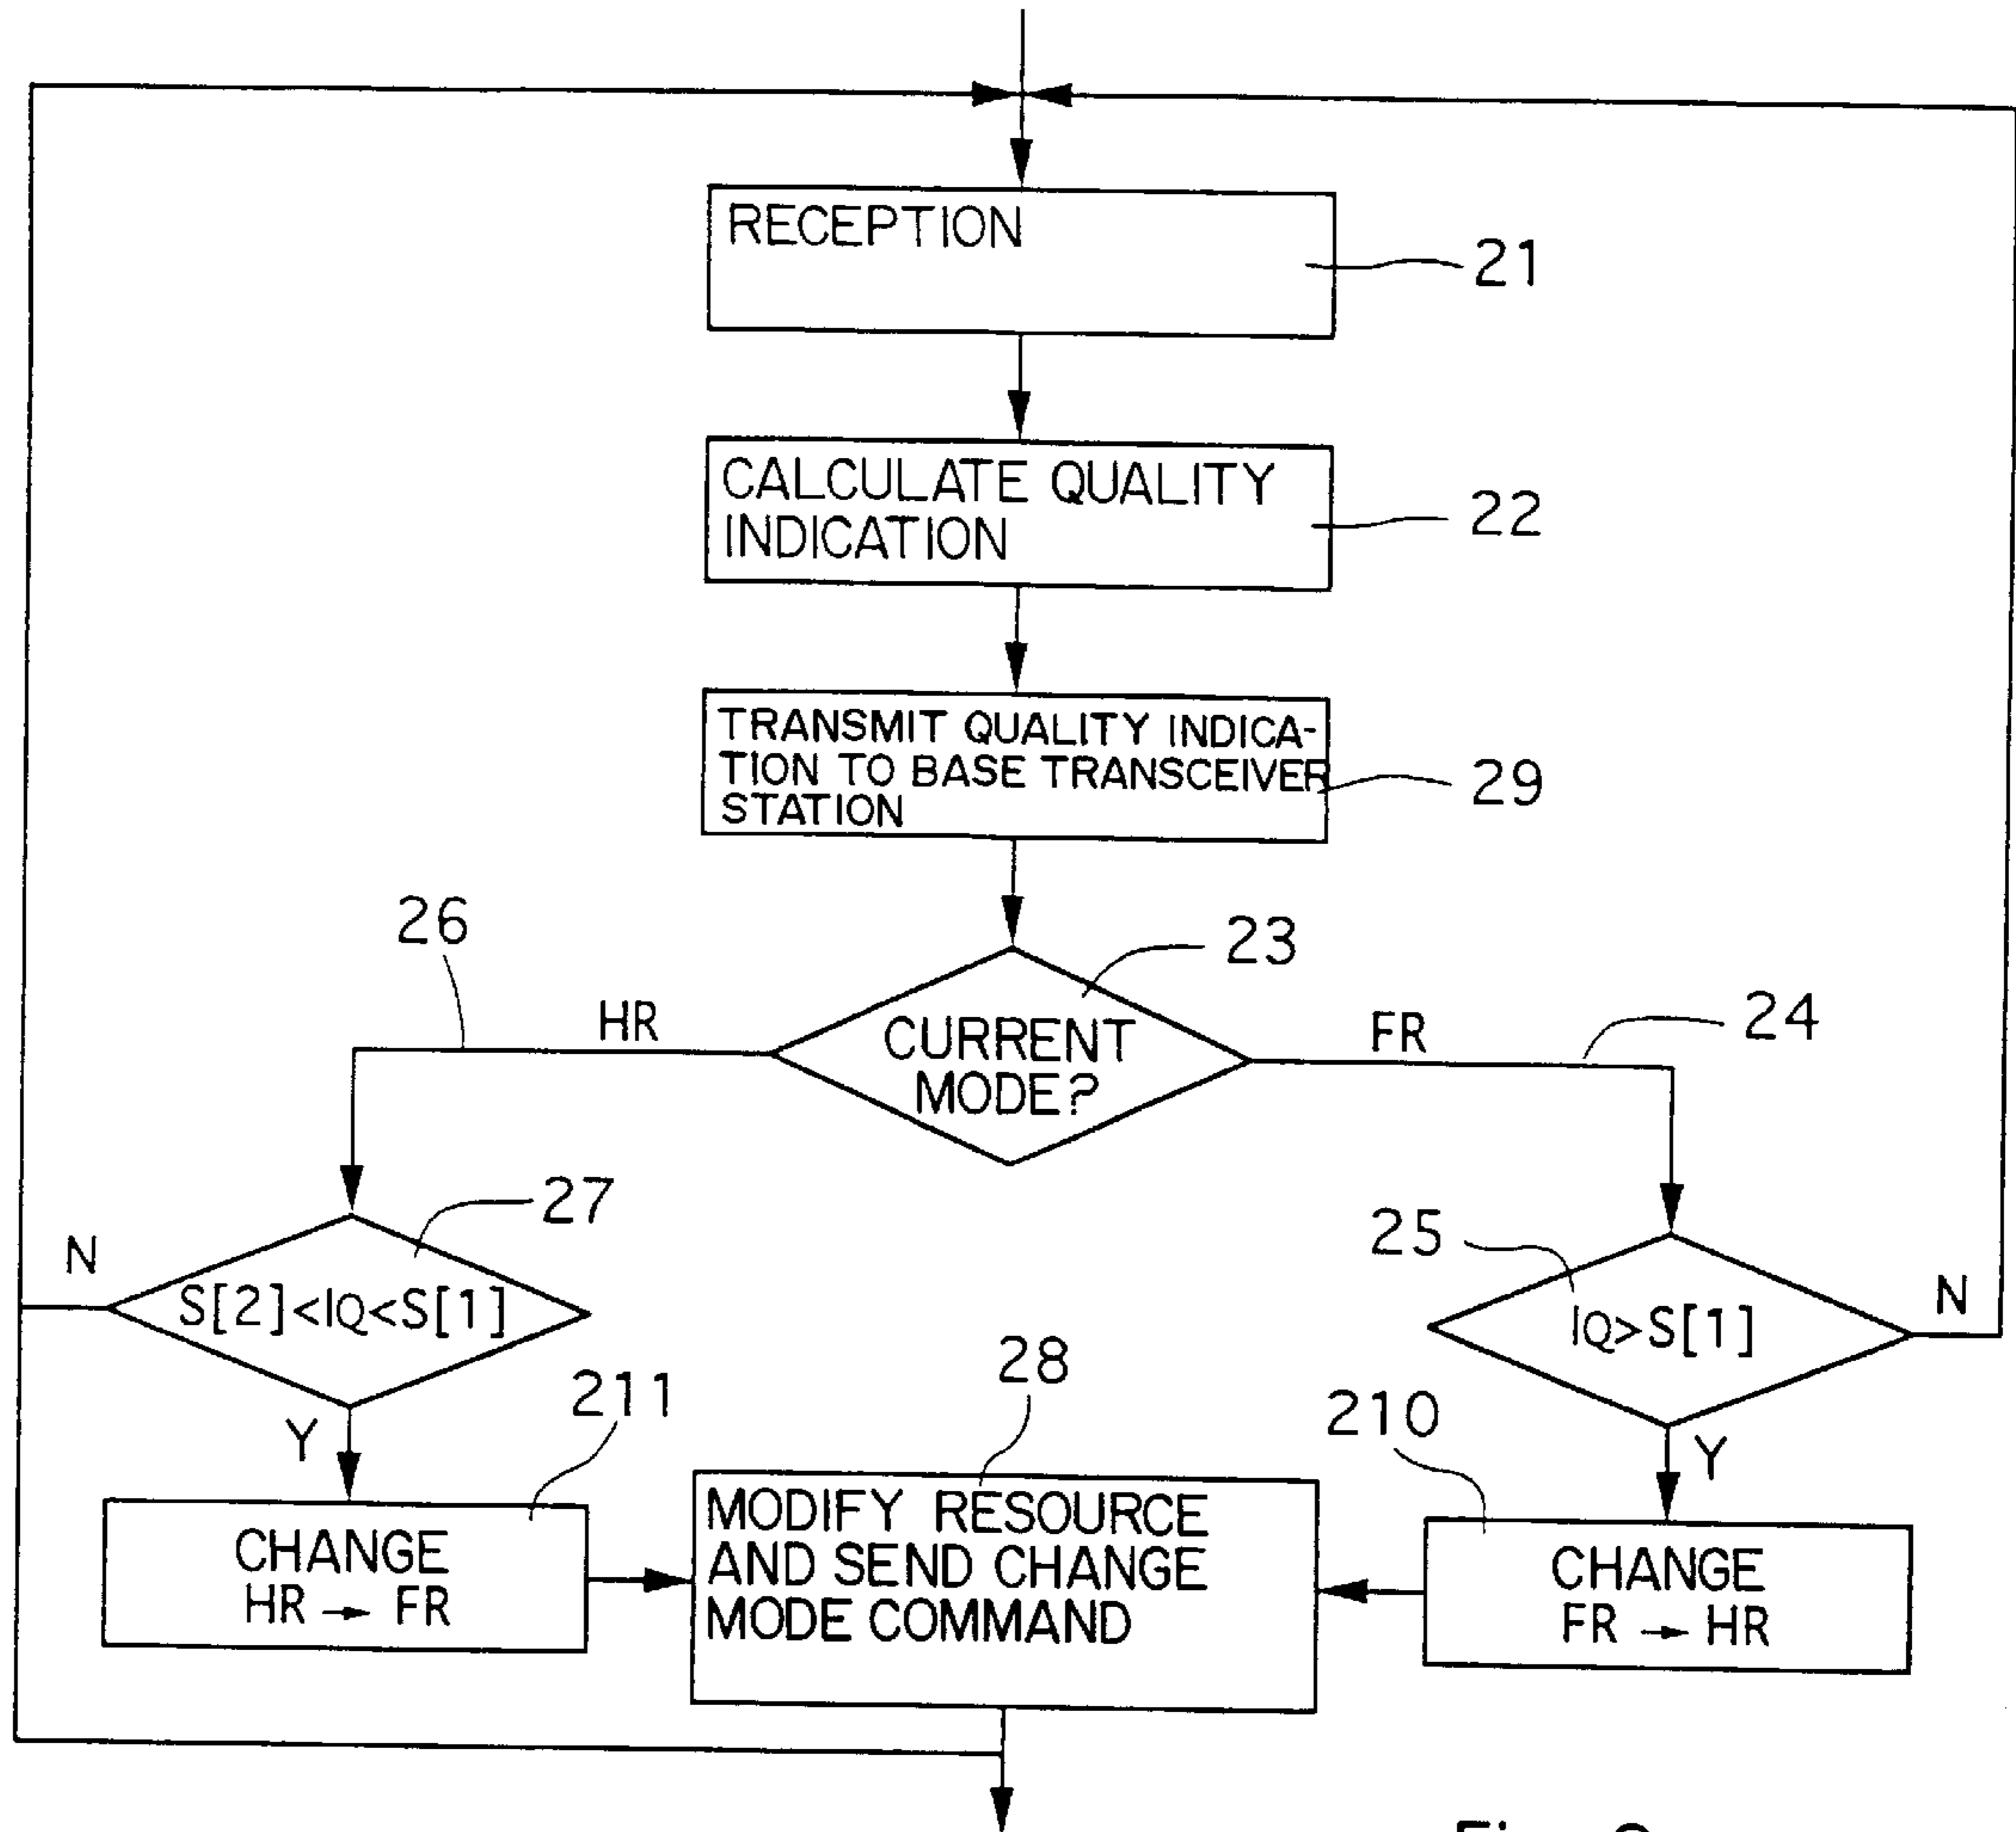 RECEPTION
21
CALCULATE QUALITY
INDICATION
22
TRANSMIT QUALITY INDICA-
TION TO BASE TRANSCEIVER
STATION
29
26
23
HR
CURRENT
MODE?
FR
24
27
N
S[2]<IQ<S[1]
25
IQ>S[1]
N
Y
211
28
210
Y
CHANGE
HR → FR
MODIFY RESOURCE
AND SEND CHANGE
MODE COMMAND
CHANGE
FR → HR